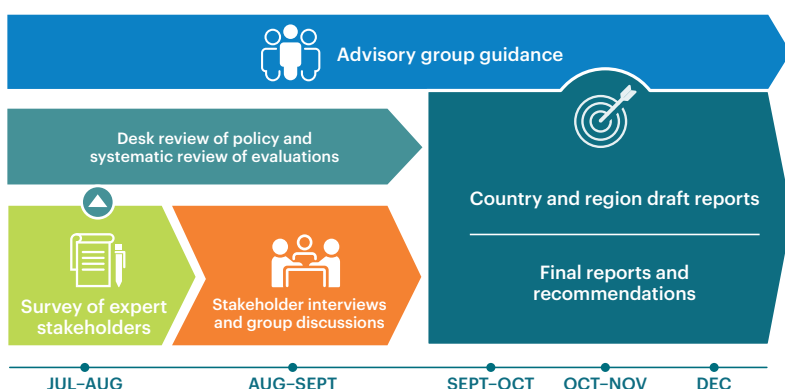 Advisory group guidance
Desk review of policy and
systematic review of evaluations
Country and region draft reports
Final reports and
recommendations
Survey of expert
stakeholders
Stakeholder interviews
and group discussions
JUL–AUG
AUG–SEPT
SEPT–OCT
OCT–NOV
DEC